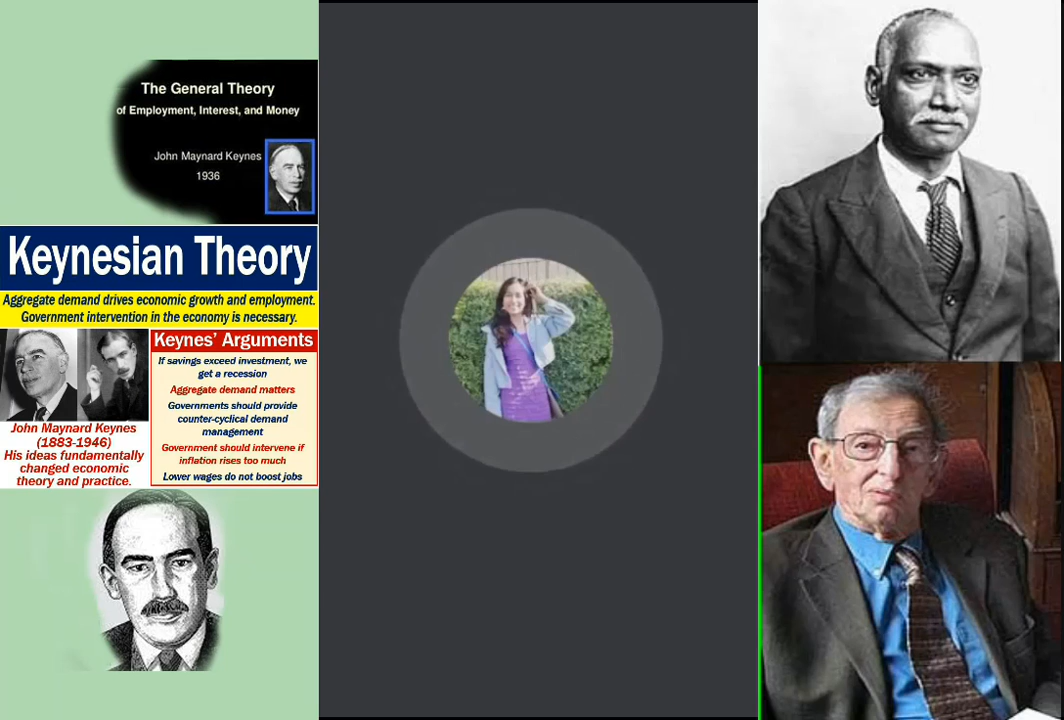 The General Theory
of Employment, Interest, and Money
John Maynard Keynes
1936
Keynesian Theory
Aggregate demand drives economic growth and employment.
Government intervention in the economy is necessary.
John Maynard Keynes
(1883-1946)
His ideas fundamentally
changed economic
theory and practice.
Keynes' Arguments
If savings exceed investment, we
get a recession
Aggregate demand matters
Governments should provide
counter-cyclical demand
management
Government should intervene if
inflation rises too much
Lower wages do not boost jobs